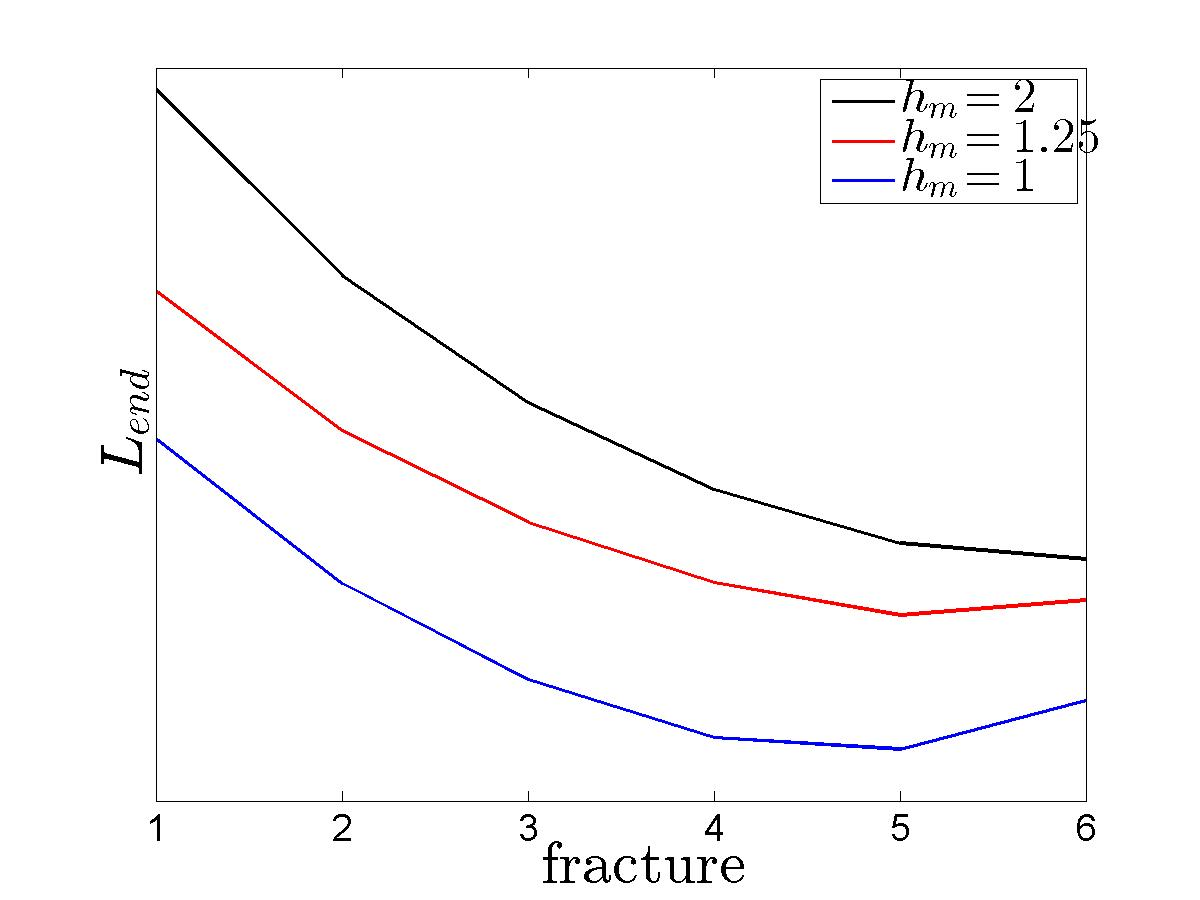 h_m = 2
h_m = 1.25
h_m = 1
L_end
1 2 3 4 5 6
fracture